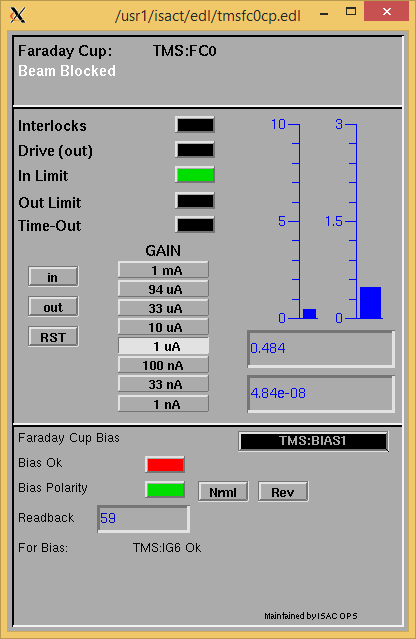 /usr1/isact/edl/tmsfc0cp.edl
Faraday Cup: TMS:FC0
Beam Blocked
Interlocks
Drive (out)
In Limit
Out Limit
Time-Out
10
5
0
3
1.5
0
GAIN
in
out
RST
1 mA
94 uA
33 uA
10 uA
1 uA
100 nA
33 nA
1 nA
0.484
4.84e-08
Faraday Cup Bias TMS:BIAS1
Bias Ok
Bias Polarity Nrml Rev
Readback 59
For Bias: TMS:IG6 Ok
Maintained by ISAC OPS